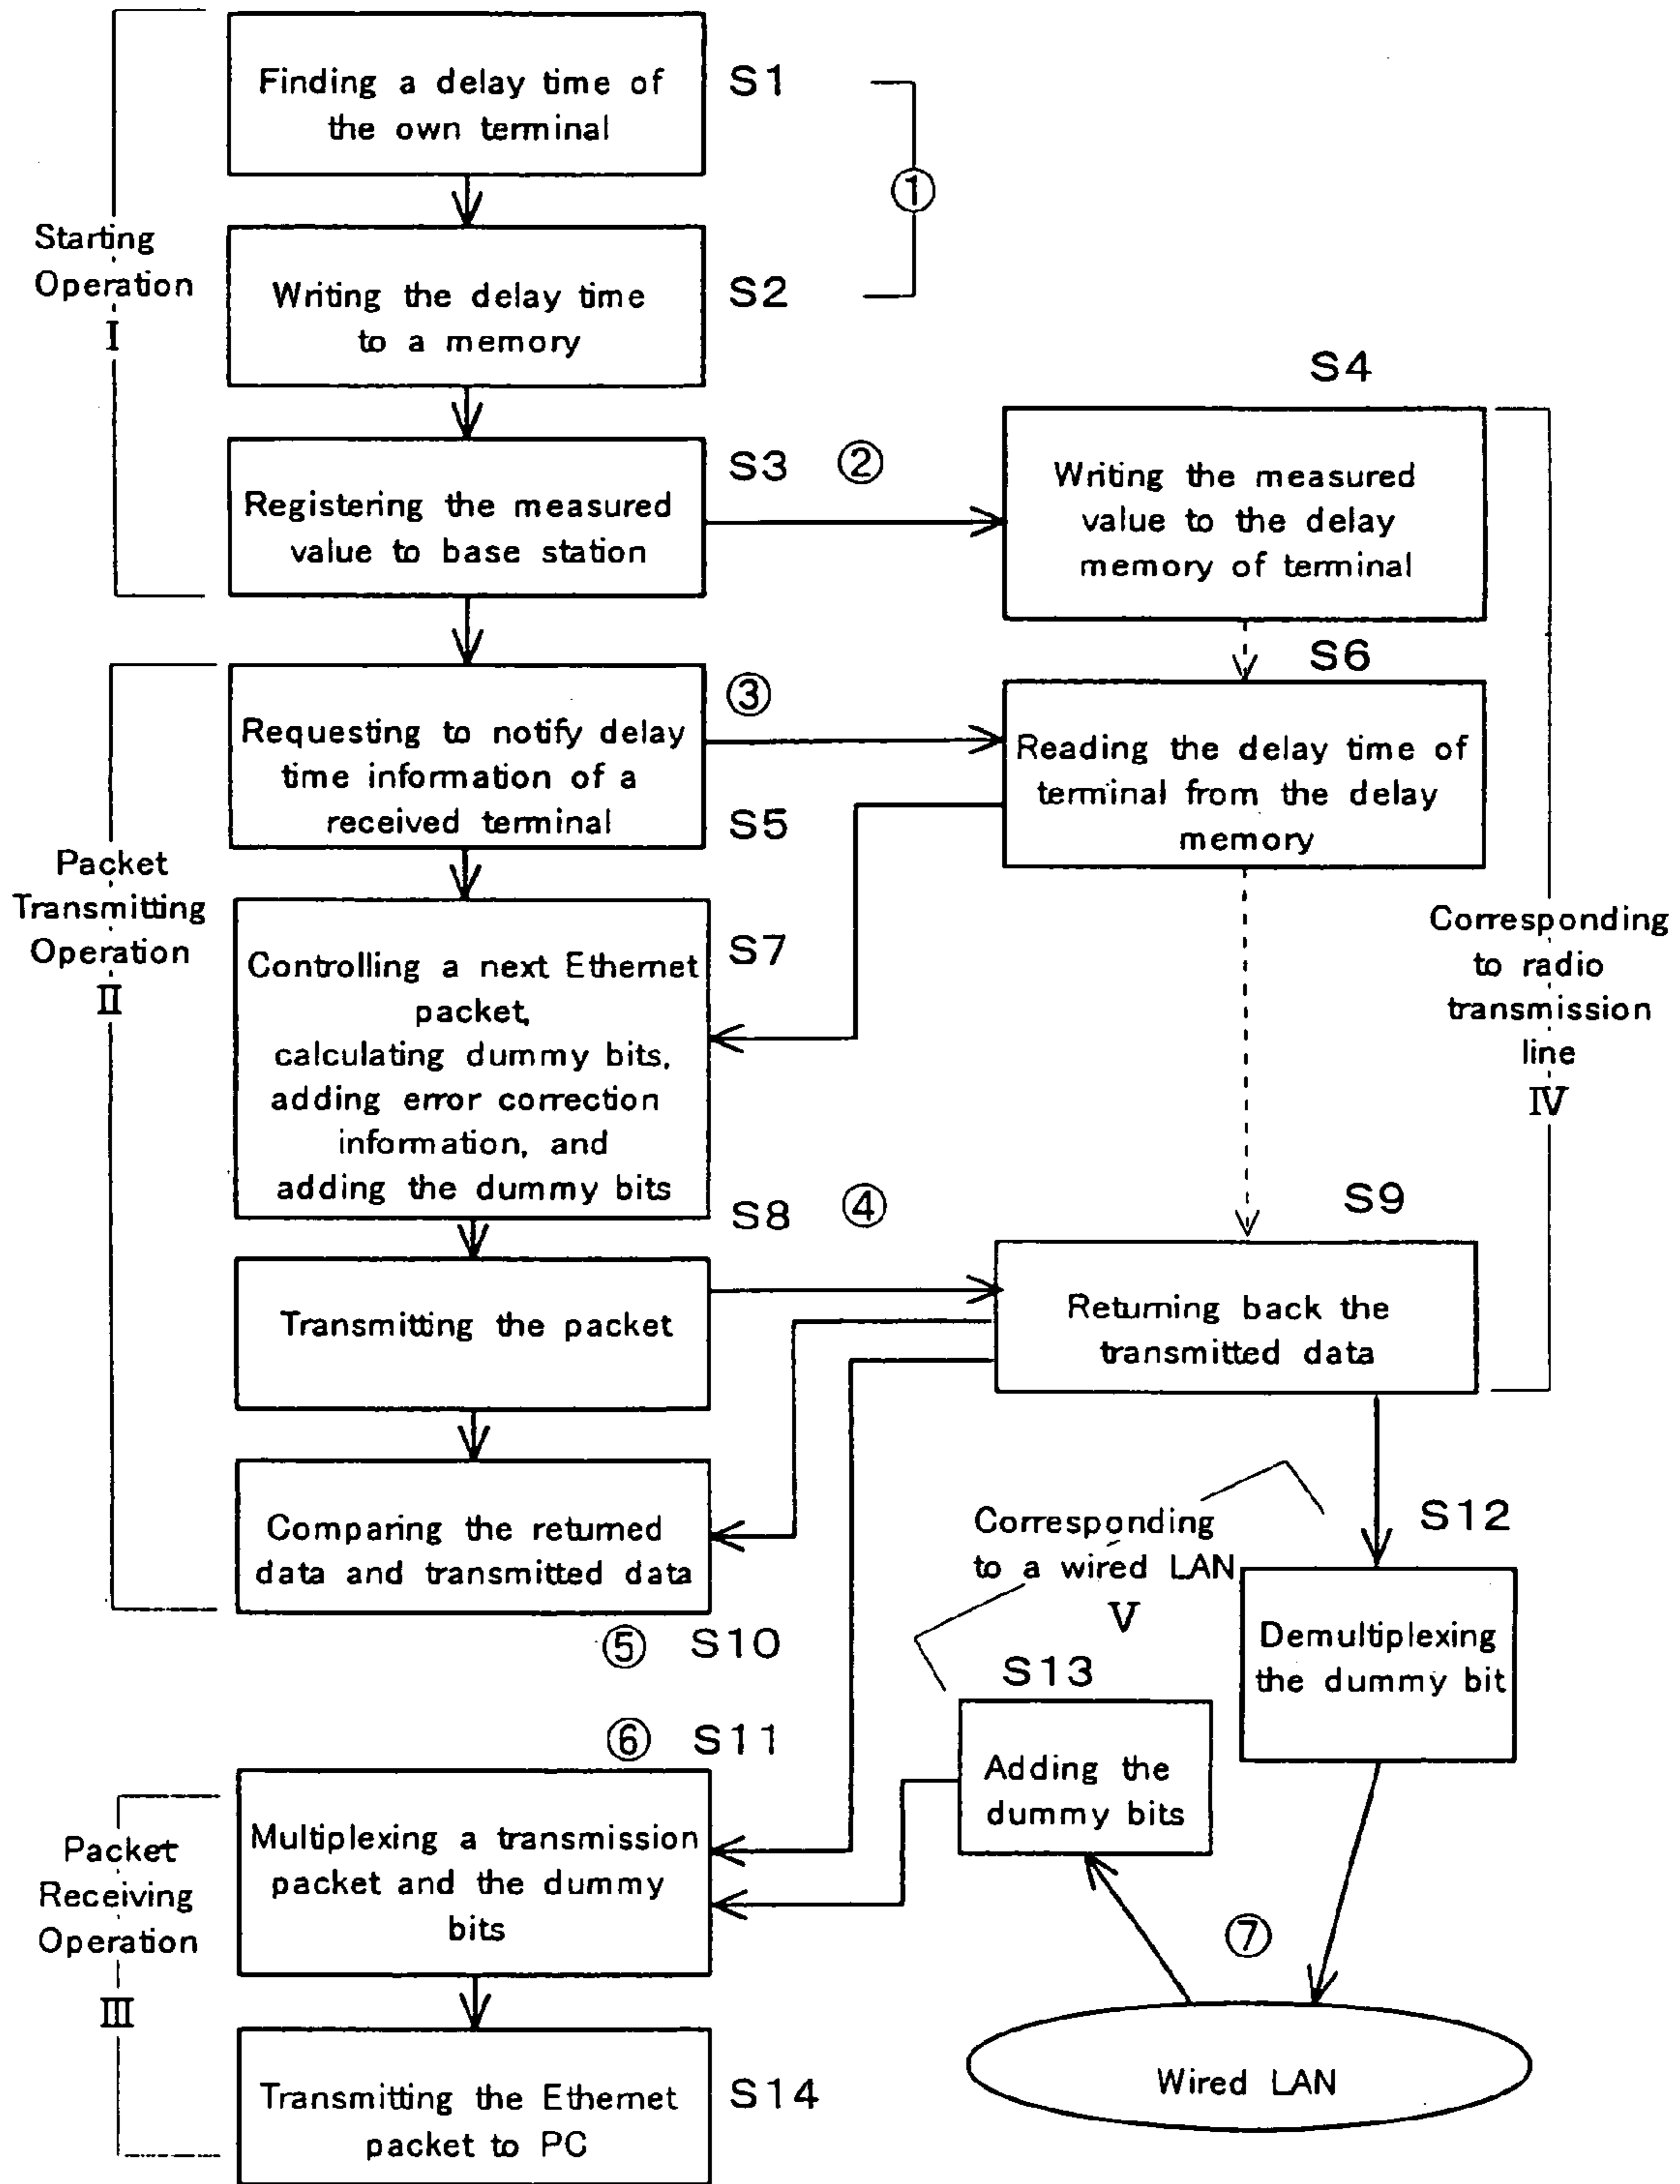 Finding a delay time of
the own terminal
S1
①
Starting
Operation
I
Writing the delay time
to a memory
S2
S4
Registering the measured
value to base station
S3
②
Writing the measured
value to the delay
memory of terminal
S6
Requesting to notify delay
time information of a
received terminal
③
S5
Reading the delay time of
terminal from the delay
memory
Packet
Transmitting
Operation
II
Controlling a next Ethernet
packet,
calculating dummy bits,
adding error correction
information, and
adding the dummy bits
S7
Corresponding
to radio
transmission
line
IV
S8
④
S9
Transmitting the packet
Returning back the
transmitted data
Comparing the returned
data and transmitted data
⑤
S10
Corresponding
to a wired LAN
V
S12
Demultiplexing
the dummy bit
S13
Adding the
dummy bits
⑥
S11
Packet
Receiving
Operation
III
Multiplexing a transmission
packet and the dummy
bits
⑦
Transmitting the Ethernet
packet to PC
S14
Wired LAN